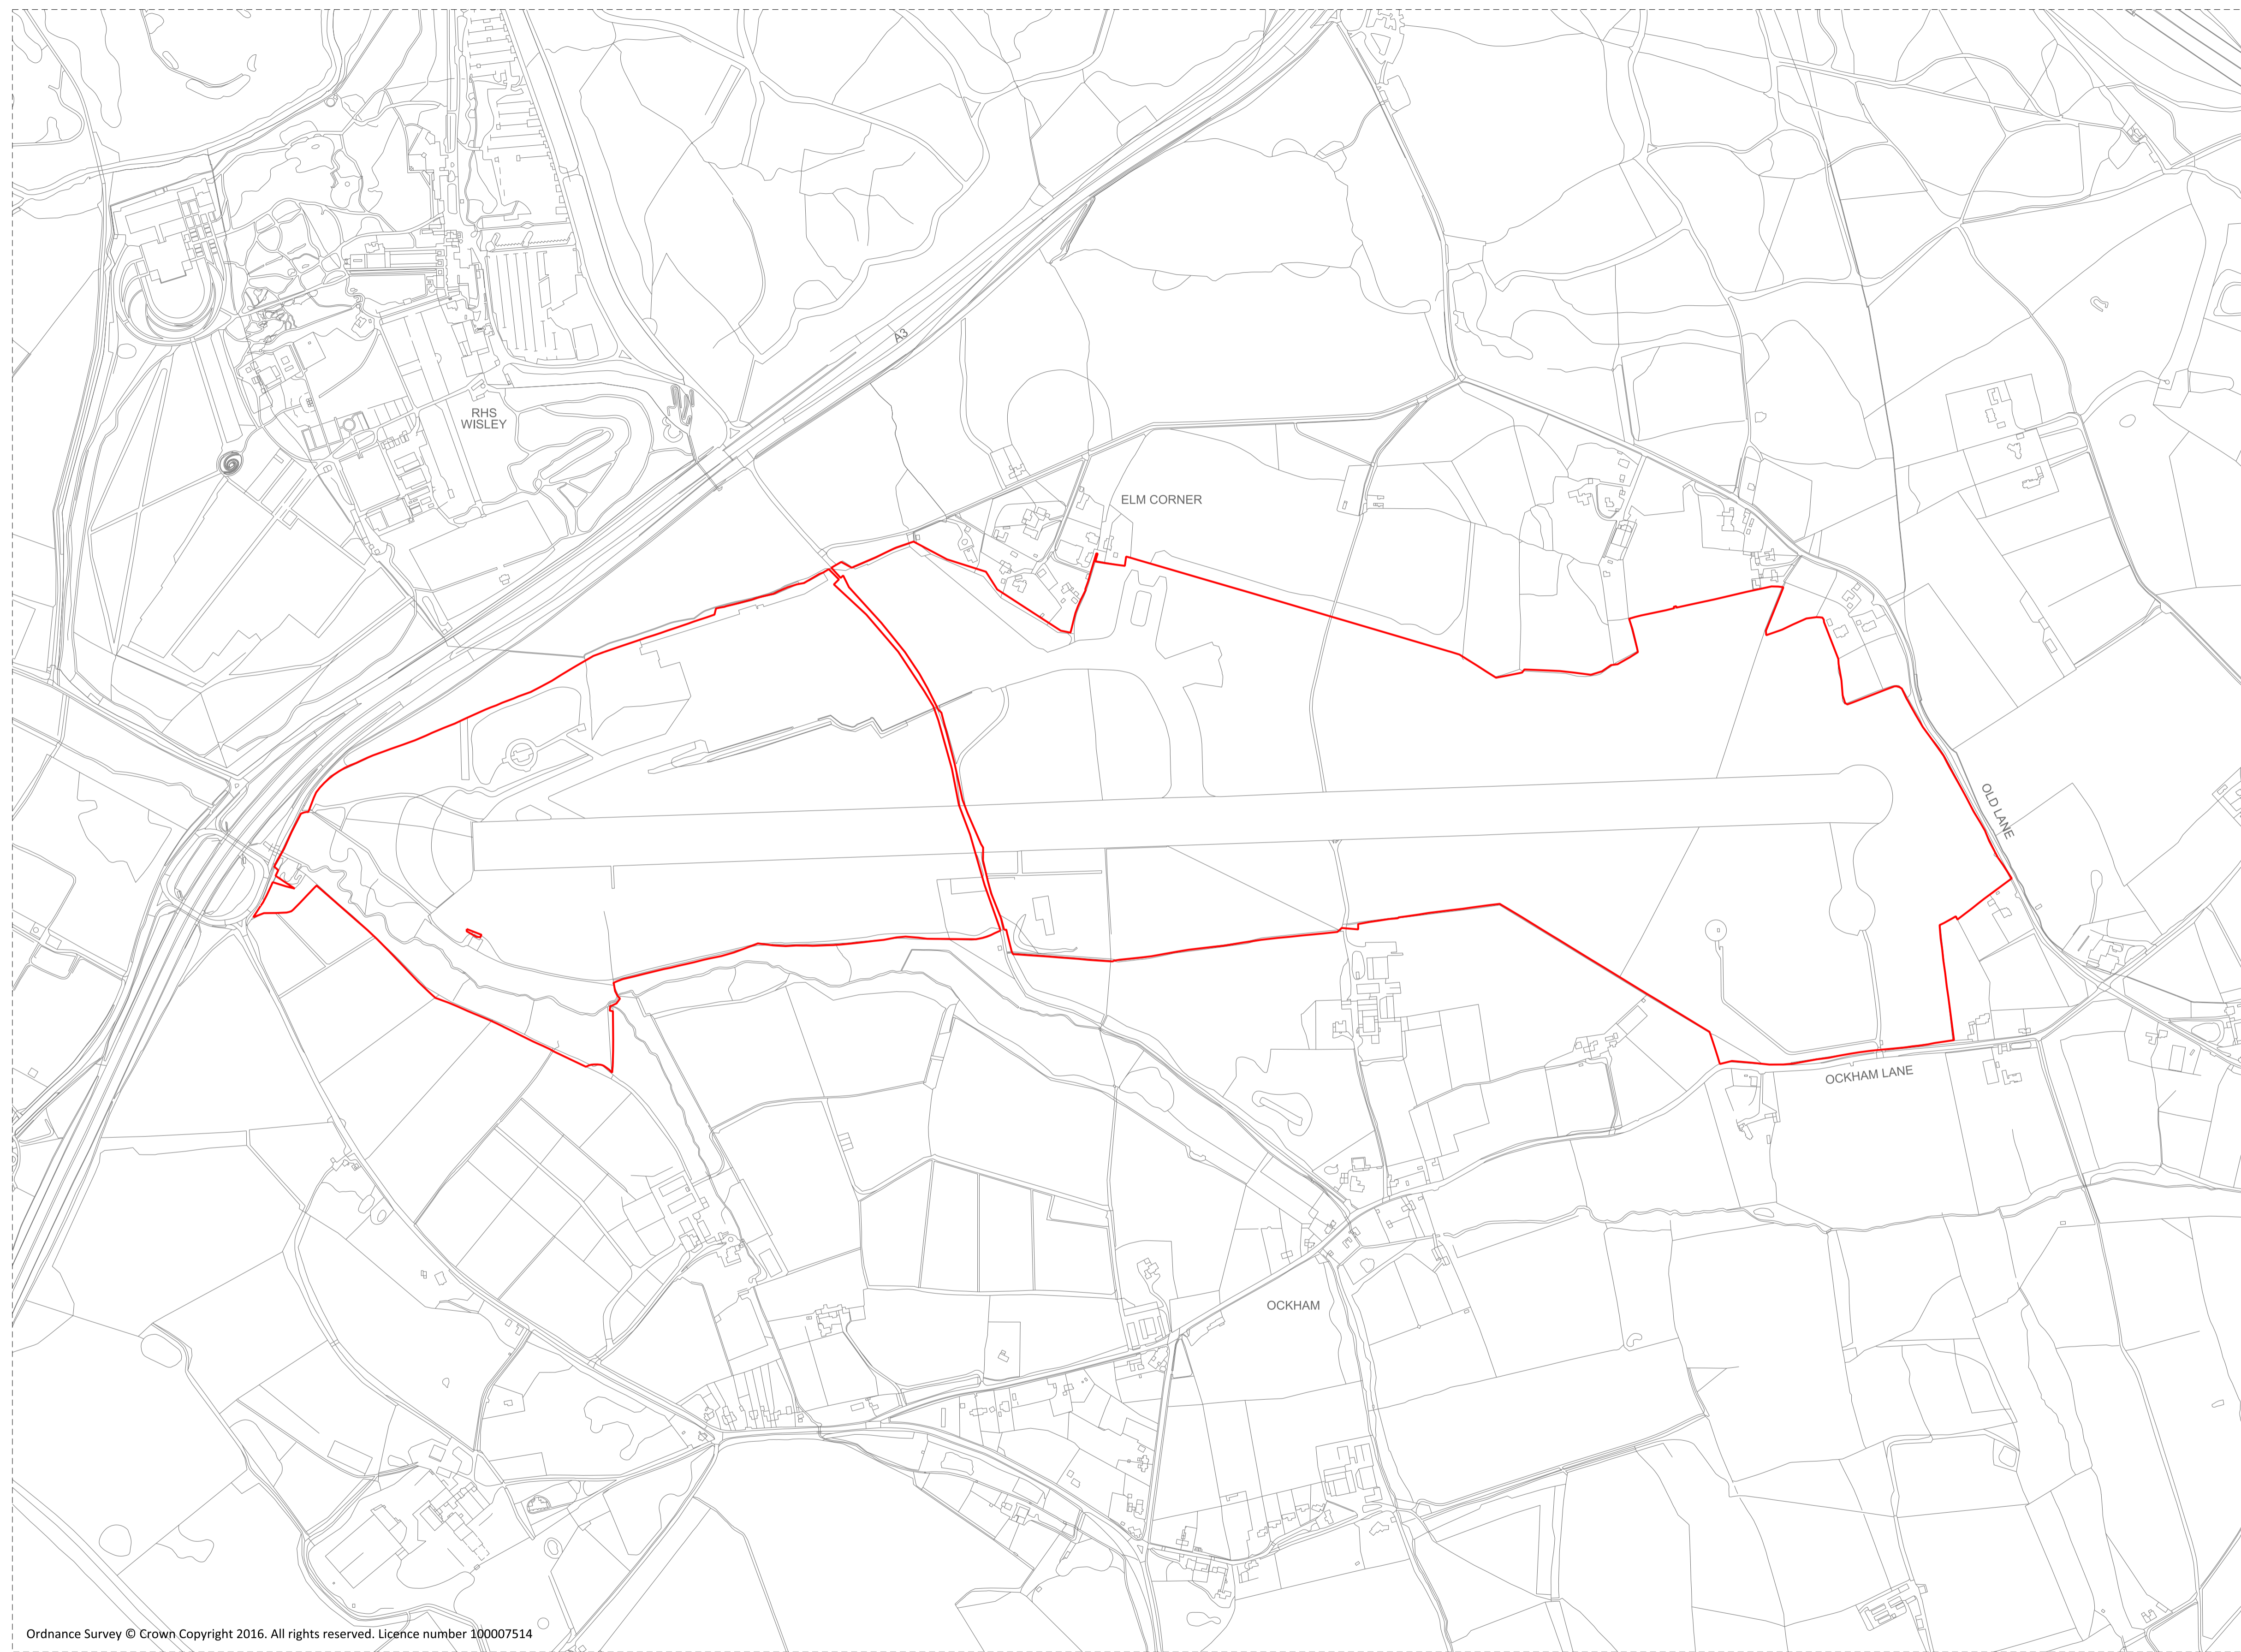 A3
RHS
WISLEY
ELM CORNER
OLD LANE
OCKHAM LANE
OCKHAM
Ordnance Survey © Crown Copyright 2016. All rights reserved. Licence number 100007514